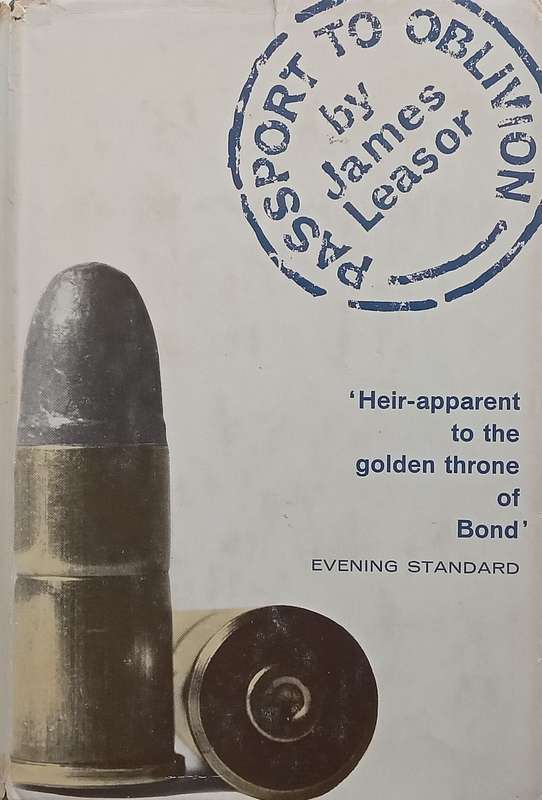 PASSPORT TO OBLIVION
by
James
Leasor
‘Heir-apparent
to the
golden throne
of
Bond’
EVENING STANDARD